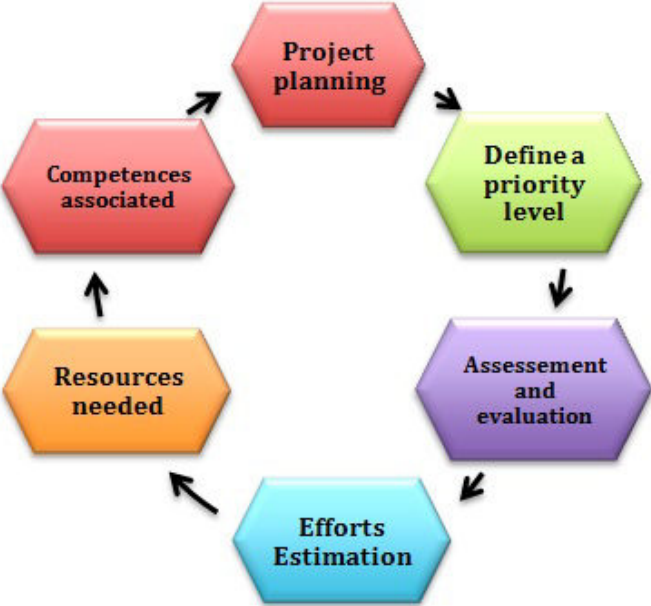 Project
planning
Define a
priority
level
Assessement
and
evaluation
Efforts
Estimation
Resources
needed
Competences
associated